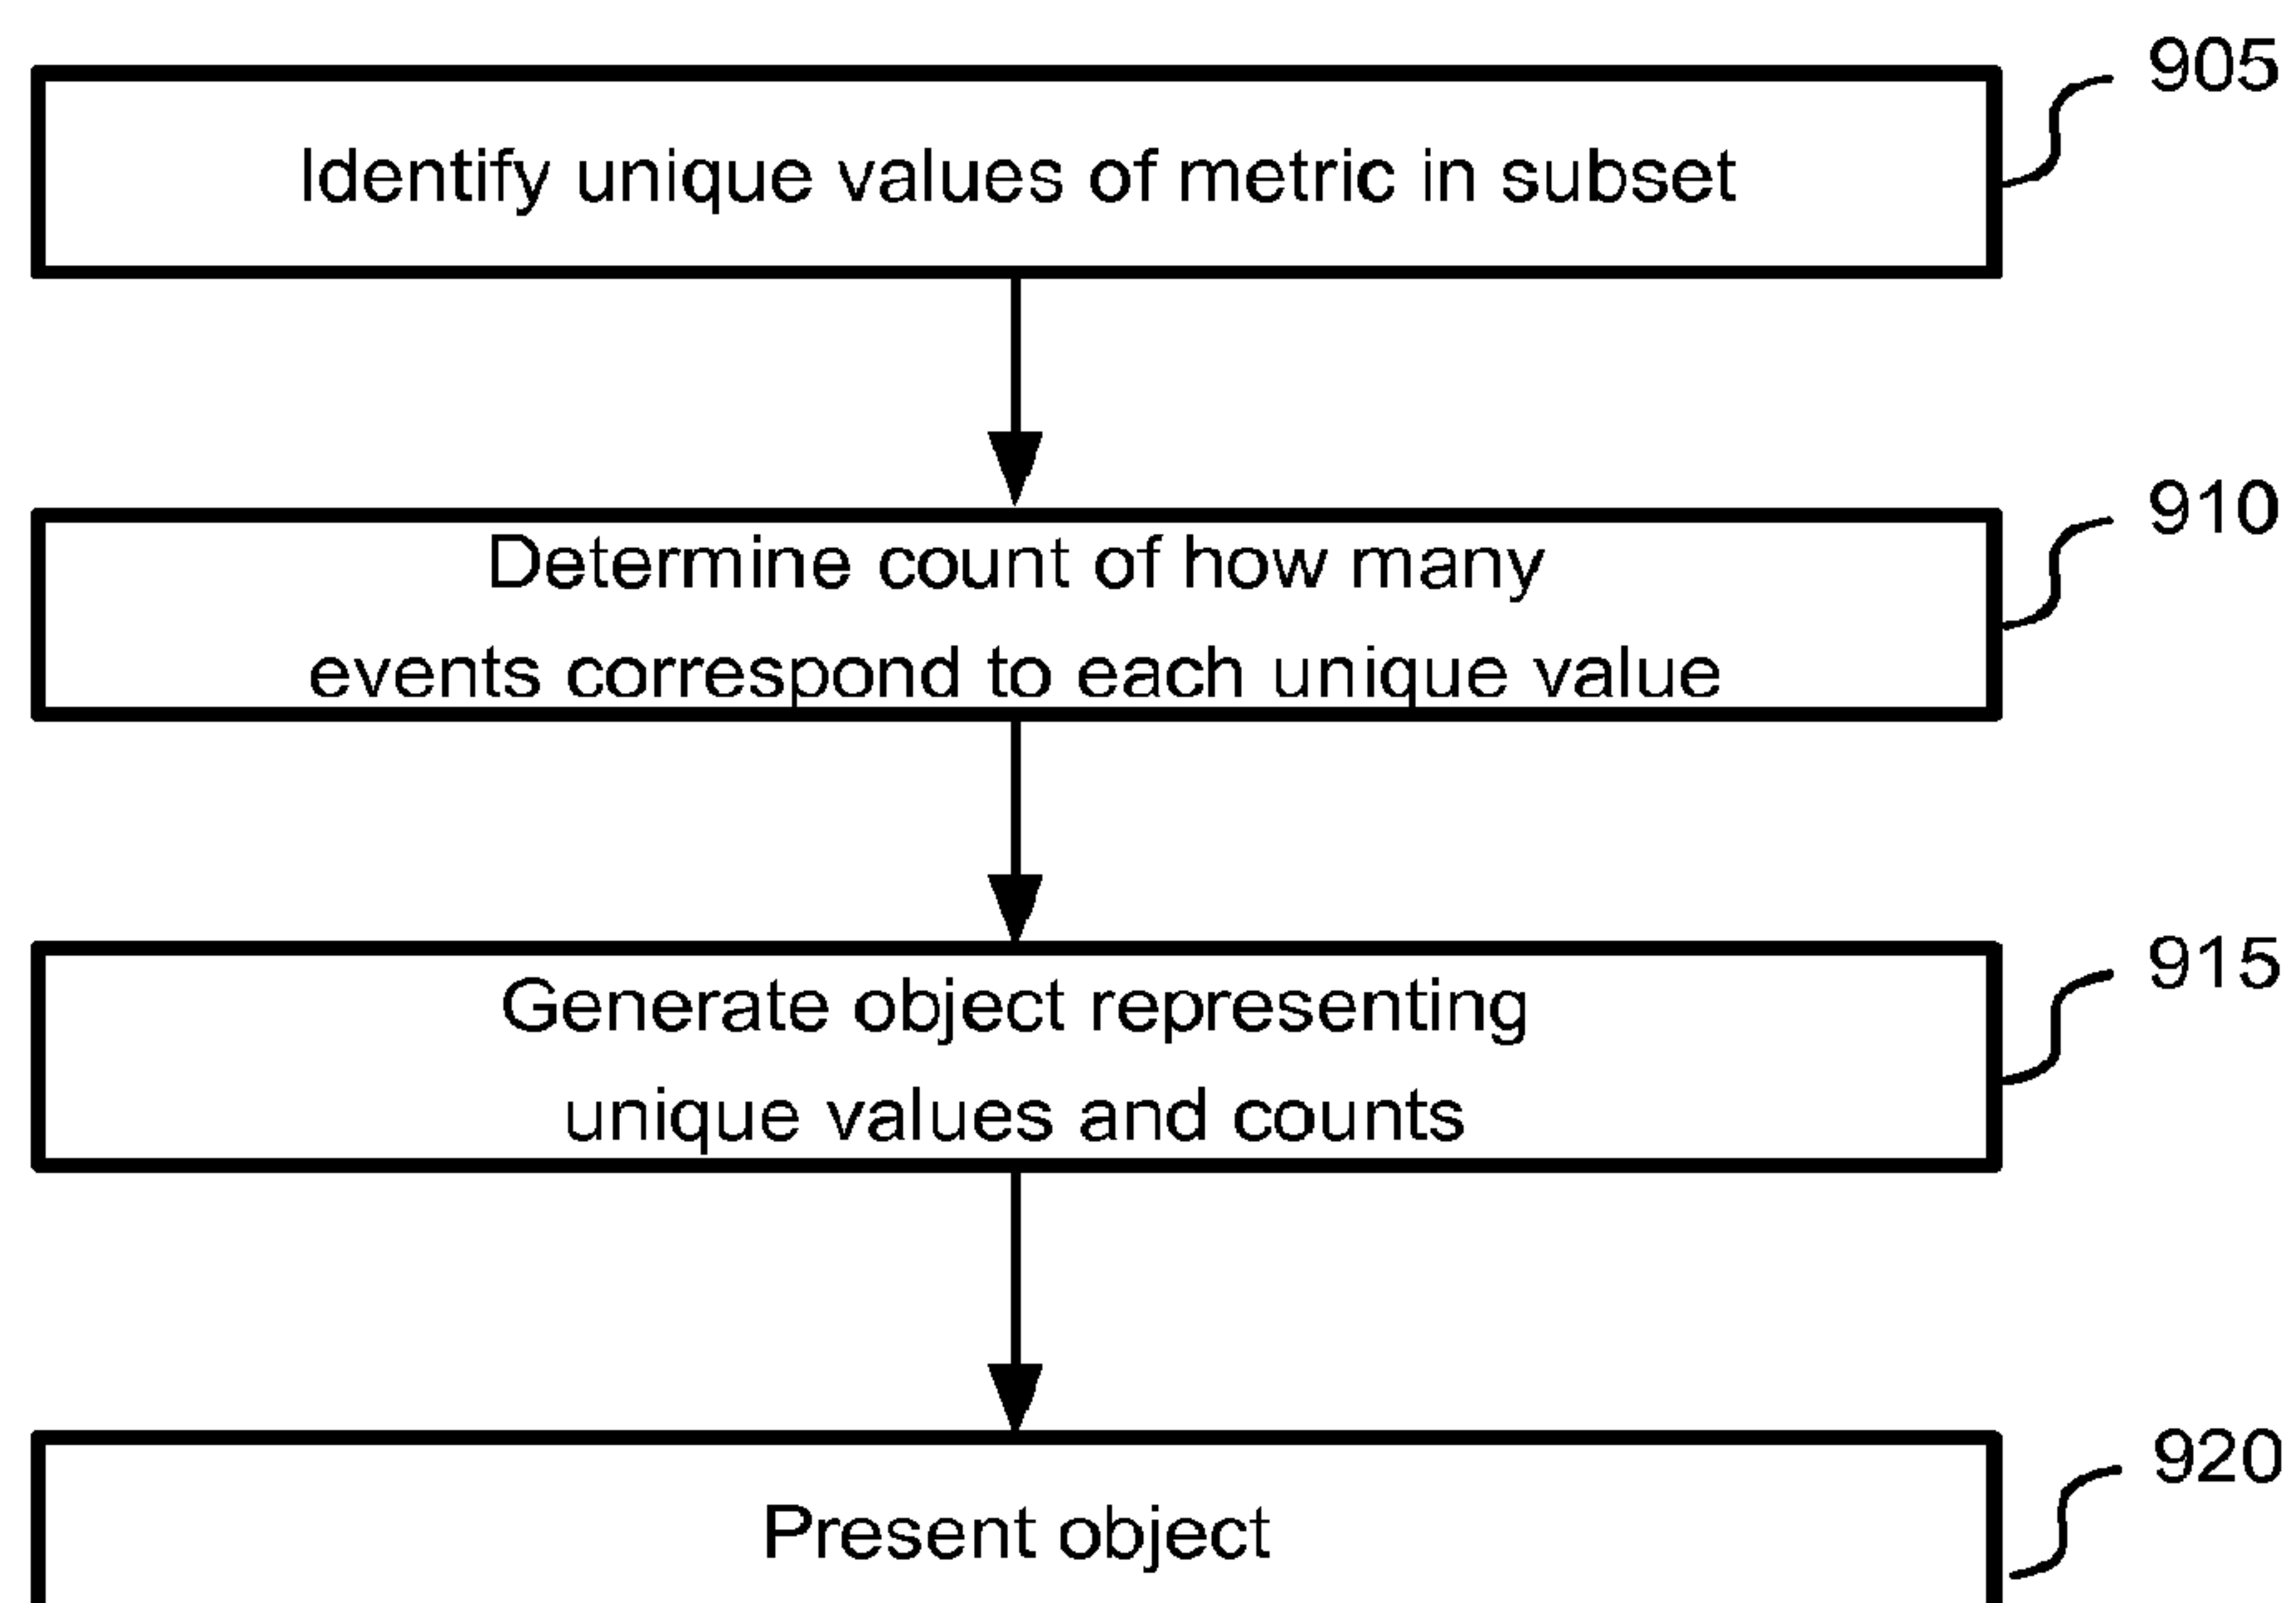 905
Identify unique values of metric in subset
910
Determine count of how many
events correspond to each unique value
915
Generate object representing
unique values and counts
920
Present object